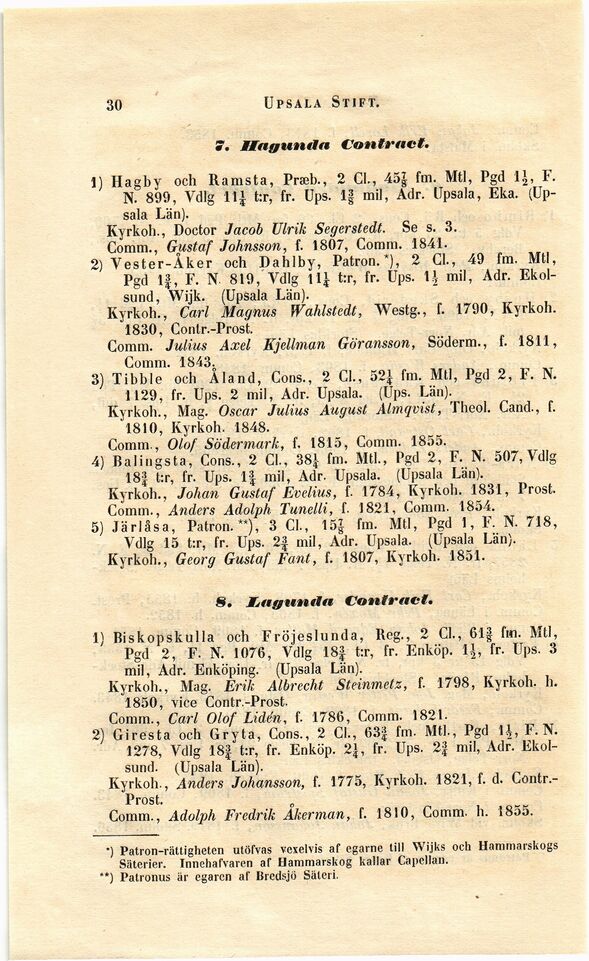 30 UPSALA STIFT.
7. Hagunda Contract.
1) Hagby och Ramsta, Præb., 2 Cl., 45⅞ fm. Mtl, Pgd 1½, F.
N. 899, Vdlg 11¼ t:r, fr. Ups. 1⅜ mil, Adr. Upsala, Eka. (Up-
sala Län).
Kyrkoh., Doctor Jacob Ulrik Segerstedt. Se s. 3.
Comm., Gustaf Johnsson, f. 1807, Comm. 1841.
2) Vester-Åker och Dahlby, Patron.*), 2 Cl., 49 fm. Mtl,
Pgd 1¾, F. N. 819, Vdlg 11¼ t:r, fr. Ups. 1½ mil, Adr. Ekol-
sund, Wijk. (Upsala Län).
Kyrkoh., Carl Magnus Wahlstedt, Westg., f. 1790, Kyrkoh.
1830, Contr.-Prost.
Comm. Julius Axel Kjellman Göransson, Söderm., f. 1811,
Comm. 1843.
3) Tibble och Åland, Cons., 2 Cl., 52¼ fm. Mtl, Pgd 2, F. N.
1129, fr. Ups. 2 mil, Adr. Upsala. (Ups. Län).
Kyrkoh., Mag. Oscar Julius August Almqvist, Theol. Cand., f.
1810, Kyrkoh. 1848.
Comm., Olof Södermark, f. 1815, Comm. 1855.
4) Balingsta, Cons., 2 Cl., 38¼ fm. Mtl., Pgd 2, F. N. 507, Vdlg
18¾ t:r, fr. Ups. 1¾ mil, Adr. Upsala. (Upsala Län).
Kyrkoh., Johan Gustaf Evelius, f. 1784, Kyrkoh. 1831, Prost.
Comm., Anders Adolph Tunelli, f. 1821, Comm. 1854.
5) Järlåsa, Patron.**), 3 Cl., 15⅞ fm. Mtl, Pgd 1, F. N. 718,
Vdlg 15 t:r, fr. Ups. 2¾ mil, Adr. Upsala. (Upsala Län).
Kyrkoh., Georg Gustaf Fant, f. 1807, Kyrkoh. 1851.
8. Lagunda Contract.
1) Biskopskulla och Fröjeslunda, Reg., 2 Cl., 61⅜ fm. Mtl,
Pgd 2, F. N. 1076, Vdlg 18¾ t:r, fr. Enköp. 1½, fr. Ups. 3
mil, Adr. Enköping. (Upsala Län).
Kyrkoh., Mag. Erik Albrecht Steinmetz, f. 1798, Kyrkoh. h.
1850, vice Contr.-Prost.
Comm., Carl Olof Lidén, f. 1786, Comm. 1821.
2) Giresta och Gryta, Cons., 2 Cl., 63¾ fm. Mtl., Pgd 1½, F. N.
1278, Vdlg 18¾ t:r, fr. Enköp. 2¼, fr. Ups. 2¾ mil, Adr. Ekol-
sund. (Upsala Län).
Kyrkoh., Anders Johansson, f. 1775, Kyrkoh. 1821, f. d. Contr.-
Prost.
Comm., Adolph Fredrik Åkerman, f. 1810, Comm. h. 1855.
*) Patron-rättigheten utöfvas vexelvis af egarne till Wijks och Hammarskogs
Säterier. Innehafvaren af Hammarskog kallar Capellan.
**) Patronus är egaren af Bredsjö Säteri.